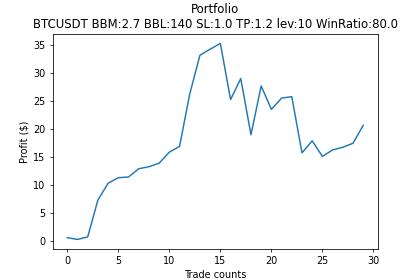 Portfolio
BTCUSDT BBM:2.7 BBL:140 SL:1.0 TP:1.2 lev:10 WinRatio:80.0
35
30
25
20
15
10
5
0
Profit ($)
0 5 10 15 20 25 30
Trade counts